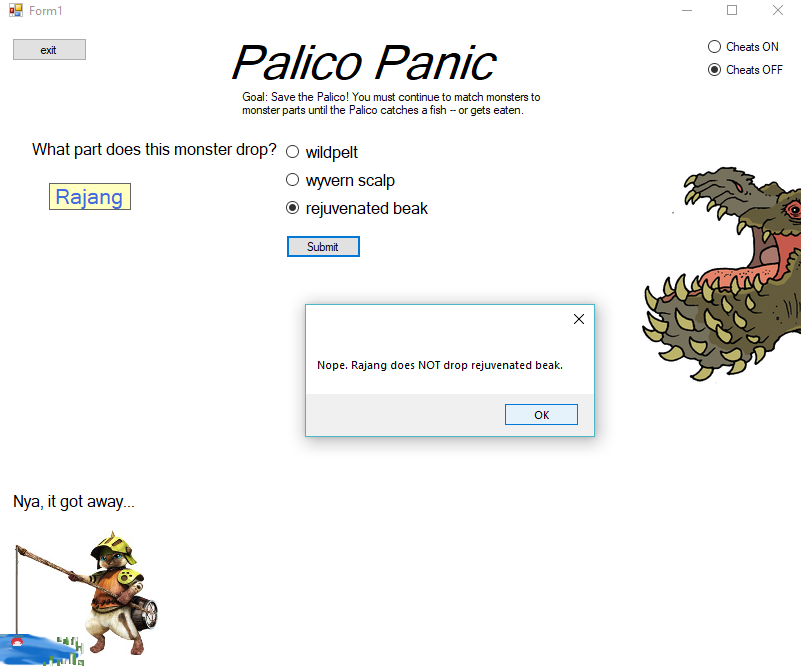 Form1
exit
Palico Panic
Cheats ON
Cheats OFF
Goal: Save the Palico! You must continue to match monsters to
monster parts until the Palico catches a fish -- or gets eaten.
What part does this monster drop?
wildpelt
wyvern scalp
Rajang
rejuvenated beak
Submit
Nope. Rajang does NOT drop rejuvenated beak.
OK
Nya, it got away...